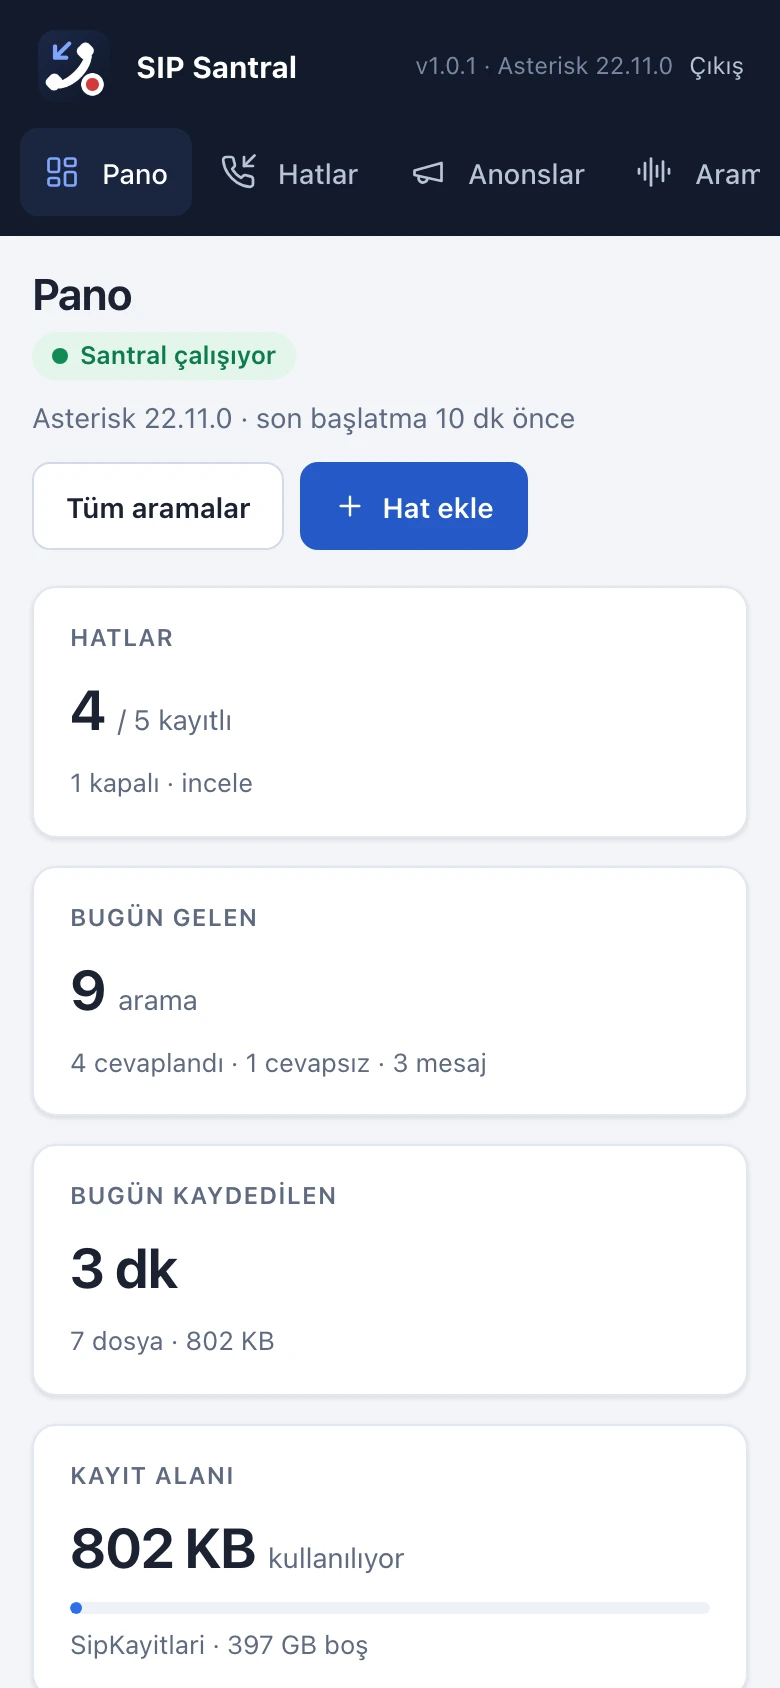 SIP Santral
v1.0.1 · Asterisk 22.11.0 Çıkış
Pano Hatlar Anonslar Aram
Pano
Santral çalışıyor
Asterisk 22.11.0 · son başlatma 10 dk önce
Tüm aramalar + Hat ekle
HATLAR
4 / 5 kayıtlı
1 kapalı · incele
BUGÜN GELEN
9 arama
4 cevaplandı · 1 cevapsız · 3 mesaj
BUGÜN KAYDEDİLEN
3 dk
7 dosya · 802 KB
KAYIT ALANI
802 KB kullanılıyor
SipKayitlari · 397 GB boş